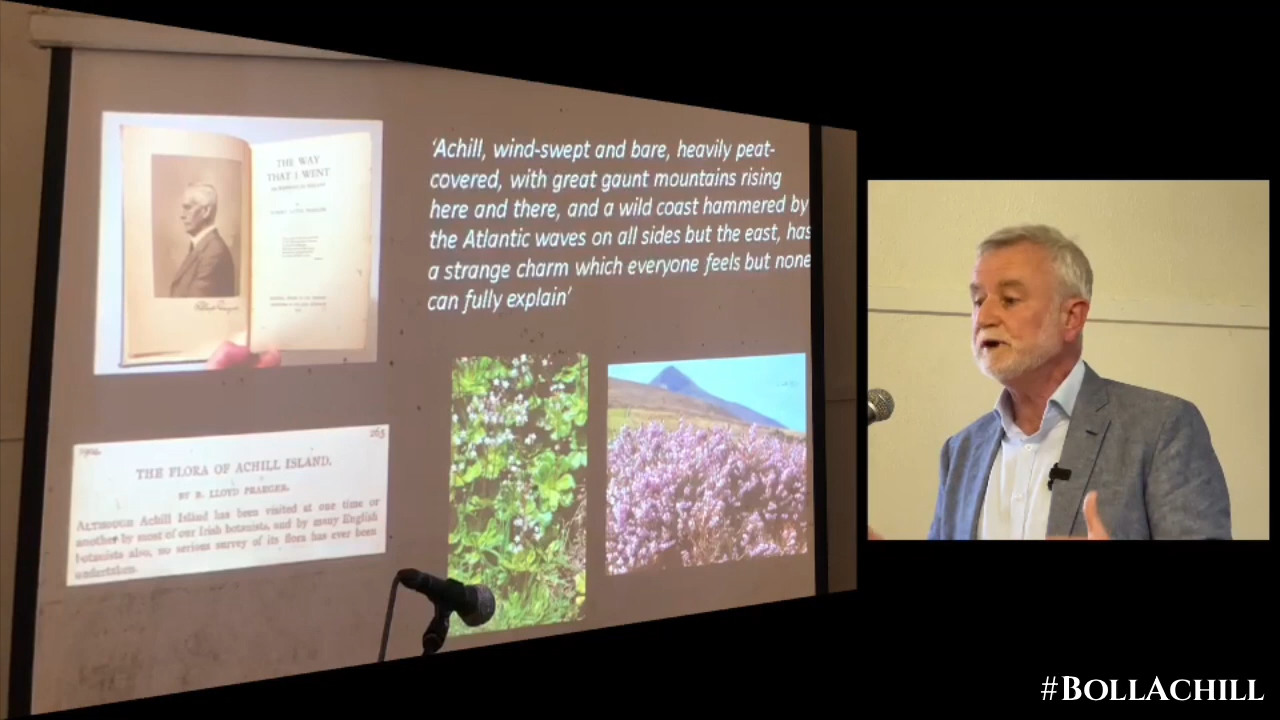 THE WAY
THAT I WENT
'Achill, wind-swept and bare, heavily peat-
covered, with great gaunt mountains rising
here and there, and a wild coast hammered by
the Atlantic waves on all sides but the east, has
a strange charm which everyone feels but none
can fully explain'
265
THE FLORA OF ACHILL ISLAND.
BY R. LLOYD PRAEGER.
ALTHOUGH Achill Island has been visited at one time or
another by most of our Irish botanists, and by many English
botanists also, no serious survey of its flora has ever been
undertaken.
#BOLLACHILL